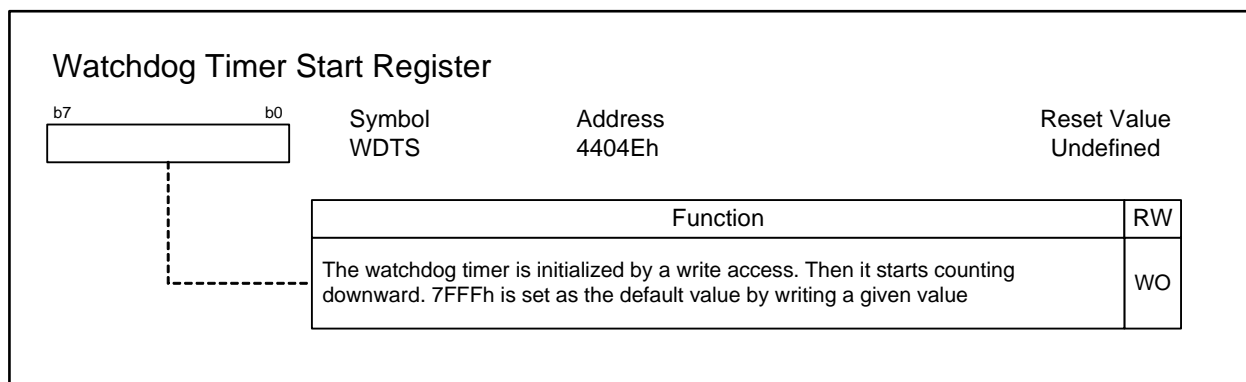 Watchdog Timer Start Register
b7 b0 Symbol Address Reset Value
WDTS 4404Eh Undefined
Function RW
The watchdog timer is initialized by a write access. Then it starts counting
downward. 7FFFh is set as the default value by writing a given value
WO